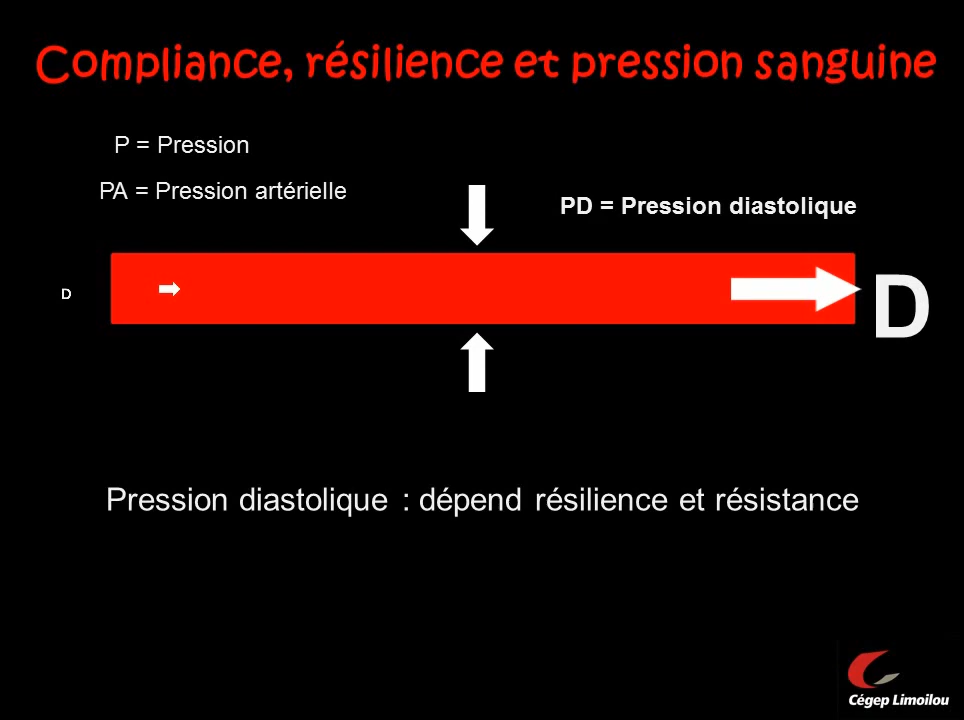 Compliance, résilience et pression sanguine
P = Pression
PA = Pression artérielle
PD = Pression diastolique
D
D
Pression diastolique : dépend résilience et résistance
Cégep Limoilou